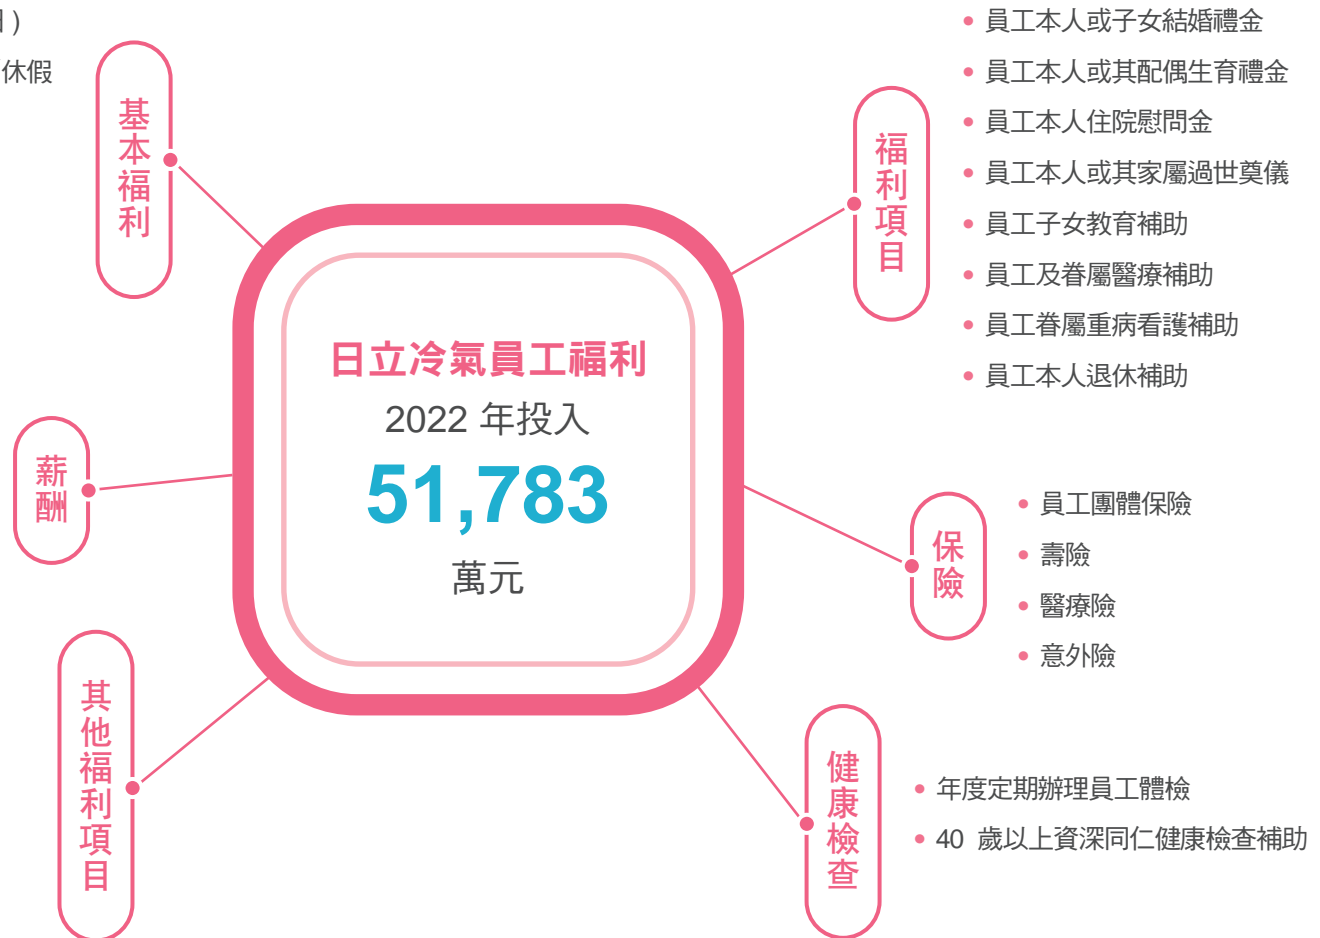 休假
基本福利
薪酬
其他福利項目
日立冷氣員工福利
2022 年投入
51,783
萬元
福利項目
員工本人或子女結婚禮金
員工本人或其配偶生育禮金
員工本人住院慰問金
員工本人或其家屬過世奠儀
員工子女教育補助
員工及眷屬醫療補助
員工眷屬重病看護補助
員工本人退休補助
保險
員工團體保險
壽險
醫療險
意外險
健康檢查
年度定期辦理員工體檢
40 歲以上資深同仁健康檢查補助